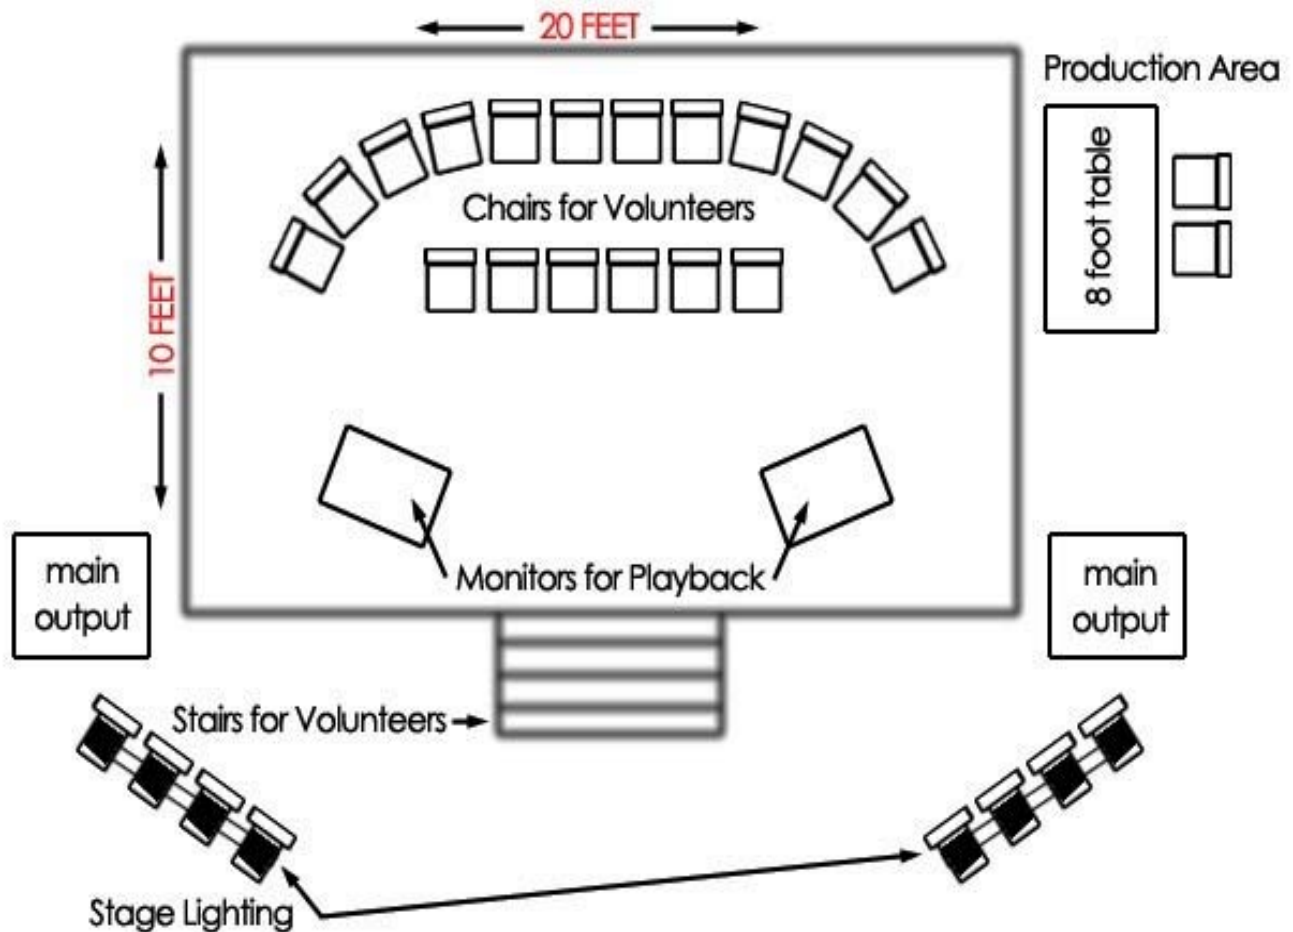 20 FEET
Production Area
8 foot table
Chairs for Volunteers
10 FEET
main
output
Monitors for Playback
main
output
Stairs for Volunteers
Stage Lighting